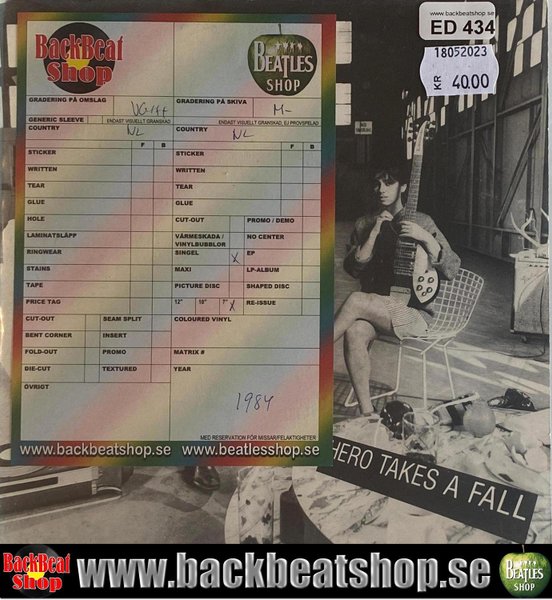 www.backbeatshop.se
ED 434
18052023
KR 40.00
BackBeat
Shop
BEATLES
SHOP
GRADERING PÅ OMSLAG
VG+++
GRADERING PÅ SKIVA
M-
GENERIC SLEEVE
ENDAST VISUELLT GRANSKAD
ENDAST VISUELLT GRANSKAD, EJ PROVSPELAD
COUNTRY NL
COUNTRY NL
F B F B
STICKER STICKER
WRITTEN WRITTEN
TEAR TEAR
GLUE GLUE
HOLE CUT-OUT PROMO / DEMO
LAMINATSLÄPP VÄRMESKADA / VINYLBUBBLOR NO CENTER
RINGWEAR SINGEL X EP
STAINS MAXI LP-ALBUM
TAPE PICTURE DISC SHAPED DISC
PRICE TAG 12" 10" 7" X RE-ISSUE
CUT-OUT SEAM SPLIT COLOURED VINYL
BENT CORNER INSERT
FOLD-OUT PROMO MATRIX #
DIE-CUT TEXTURED YEAR
ÖVRIGT
1984
MED RESERVATION FÖR MISSAR/FELAKTIGHETER
www.backbeatshop.se www.beatlesshop.se
HERO TAKES A FALL
BackBeat
Shop
www.backbeatshop.se
BEATLES
SHOP